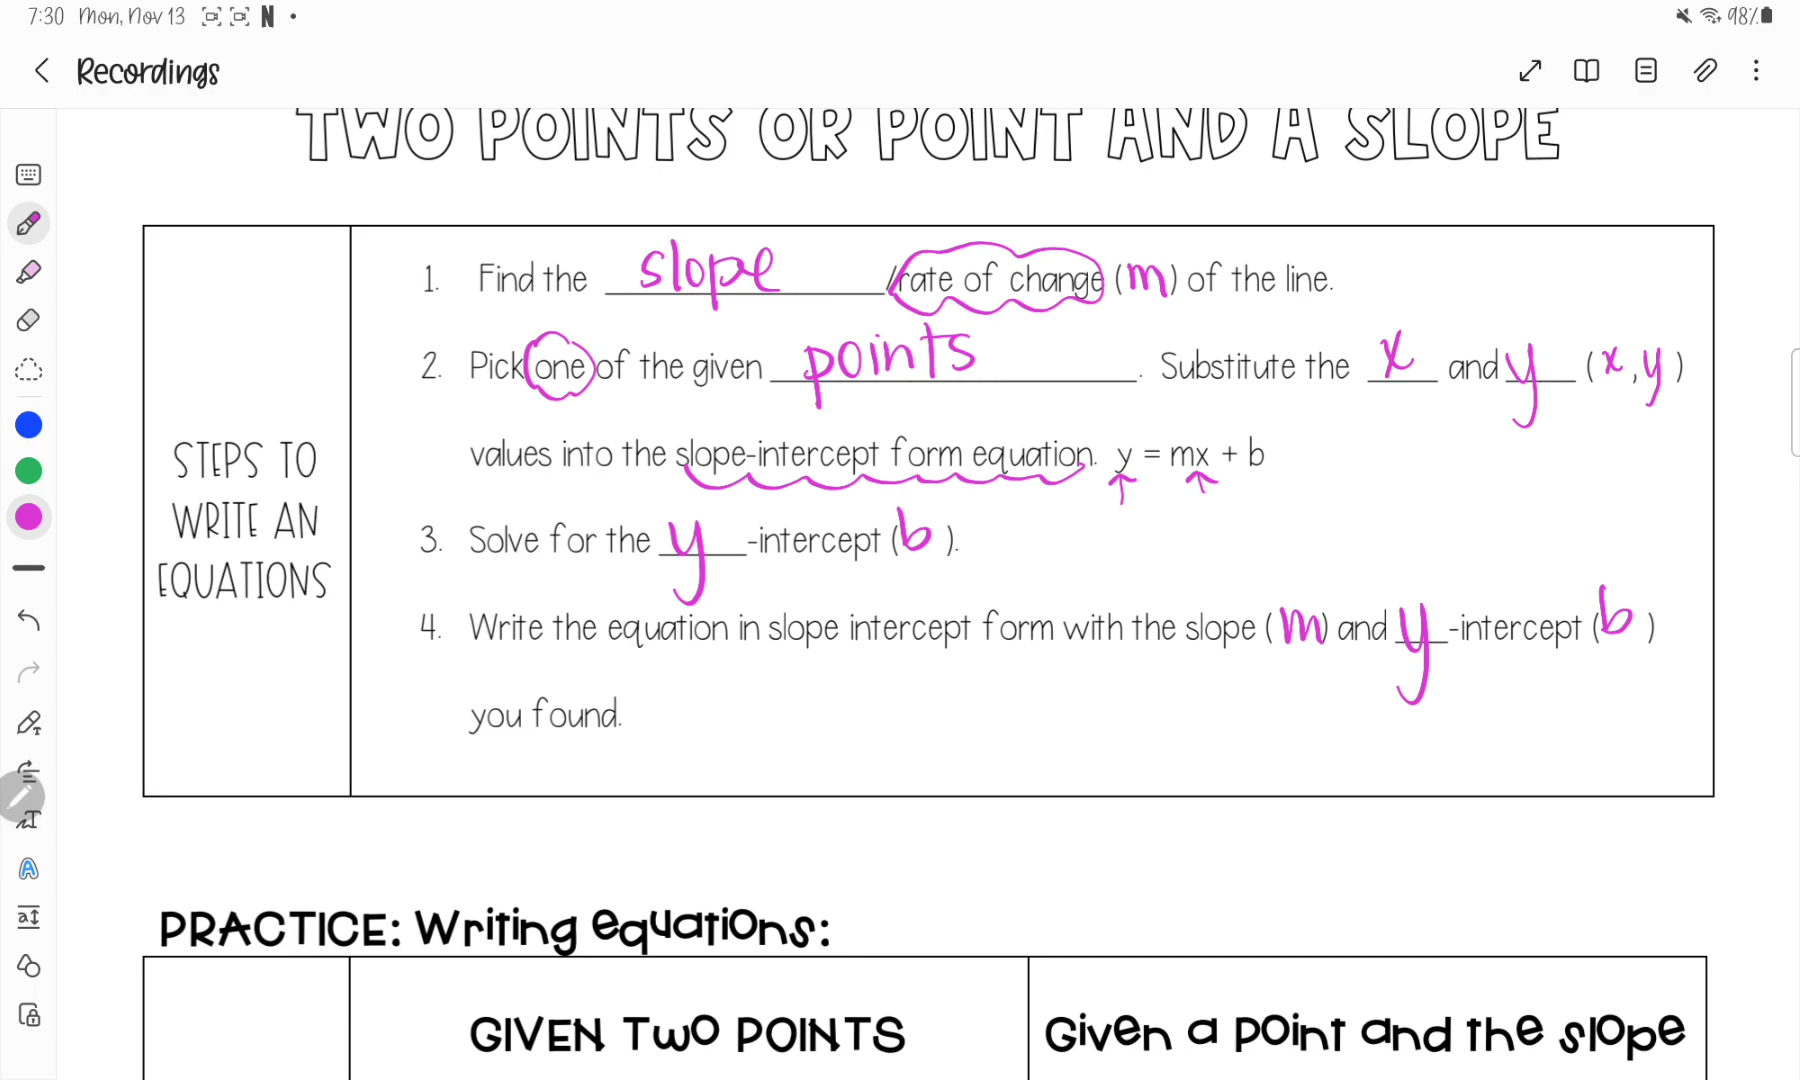 7:30 Mon, Nov 13 N • 98%
Recordings
TWO POINTS OR POINT AND A SLOPE
STEPS TO
WRITE AN
EQUATIONS
1. Find the slope /rate of change (m) of the line.
2. Pick one of the given points. Substitute the x and y (x,y)
values into the slope-intercept form equation. y = mx + b
3. Solve for the y-intercept (b).
4. Write the equation in slope intercept form with the slope (m) and y-intercept (b)
you found.
PRACTICE: Writing equations:
GIVEN TWO POINTS
Given a point and the slope